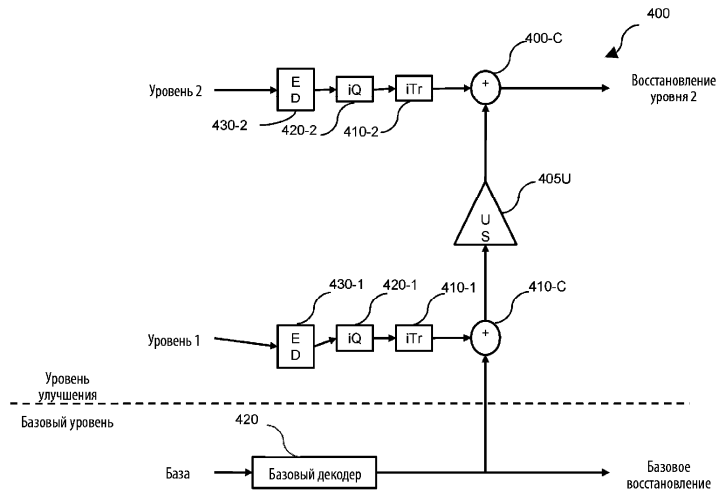 400
400-C
Уровень 2
E
D
iQ
iTr
+
Восстановление
уровня 2
430-2
420-2
410-2
405U
U
S
430-1
420-1
410-1
410-C
Уровень 1
E
D
iQ
iTr
+
Уровень
улучшения
Базовый уровень
420
База
Базовый декодер
Базовое
восстановление